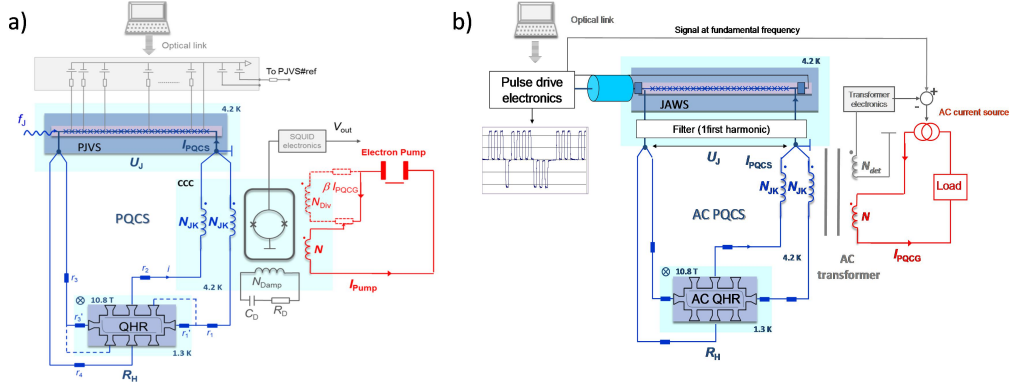 a)
Optical link
To PJVS#ref
4.2 K
fJ
PJVS
IPQCS
UJ
SQUID
electronics
Vout
Electron Pump
β IPQCG
NDiv
CCC
PQCS
NJK
NJK
N
NDamp
IPump
CD
RD
r2
i
r3
4.2 K
10.8 T
r3'
QHR
r1'
r1
1.3 K
r4
RH
b)
Optical link
Signal at fundamental frequency
4.2 K
Pulse drive
electronics
JAWS
Transformer
electronics
+
-
AC current source
Filter (1first harmonic)
UJ
IPQCS
NJK
NJK
Ndet
Load
N
AC PQCS
4.2 K
AC
transformer
IPQCG
10.8 T
AC QHR
1.3 K
RH